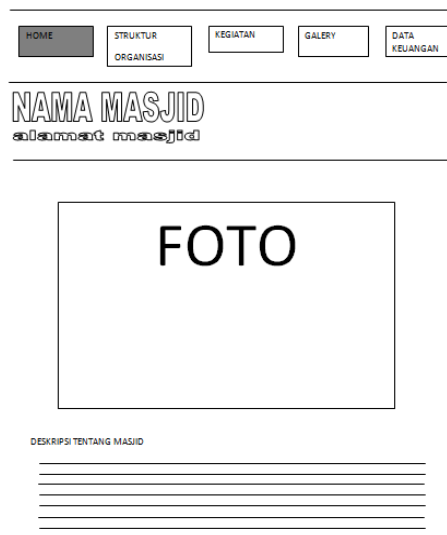 HOME
STRUKTUR
ORGANISASI
KEGIATAN
GALERY
DATA
KEUANGAN
NAMA MASJID
alamat masjid
FOTO
DESKRIPSI TENTANG MASJID